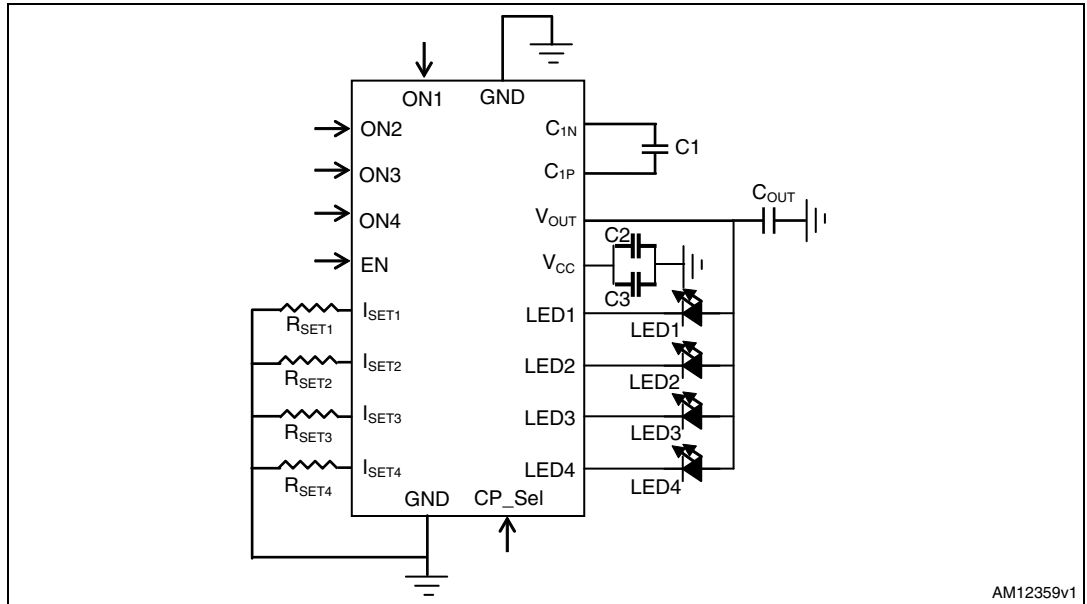 ON1 GND
ON2
ON3
ON4
EN
ISET1
ISET2
ISET3
ISET4
GND CP_Sel
C1N
C1P
VOUT
VCC
LED1
LED2
LED3
LED4
RSET1
RSET2
RSET3
RSET4
C1
COUT
C2
C3
LED1
LED2
LED3
LED4
AM12359v1